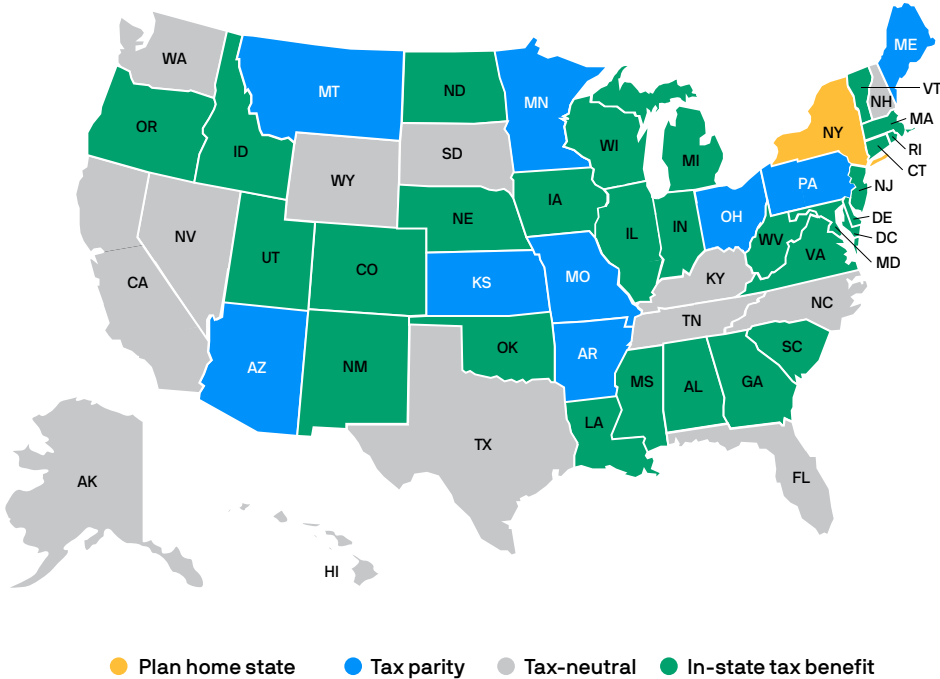 ME
WA
VT
MT
ND
MN
NH
MA
OR
NY
RI
ID
SD
WI
MI
CT
WY
PA
NJ
IA
OH
DE
NE
IL
IN
NV
WV
DC
UT
CO
VA
MD
CA
KS
MO
KY
NC
TN
OK
SC
AZ
NM
AR
MS
AL
GA
LA
TX
FL
AK
HI
Plan home state
Tax parity
Tax-neutral
In-state tax benefit